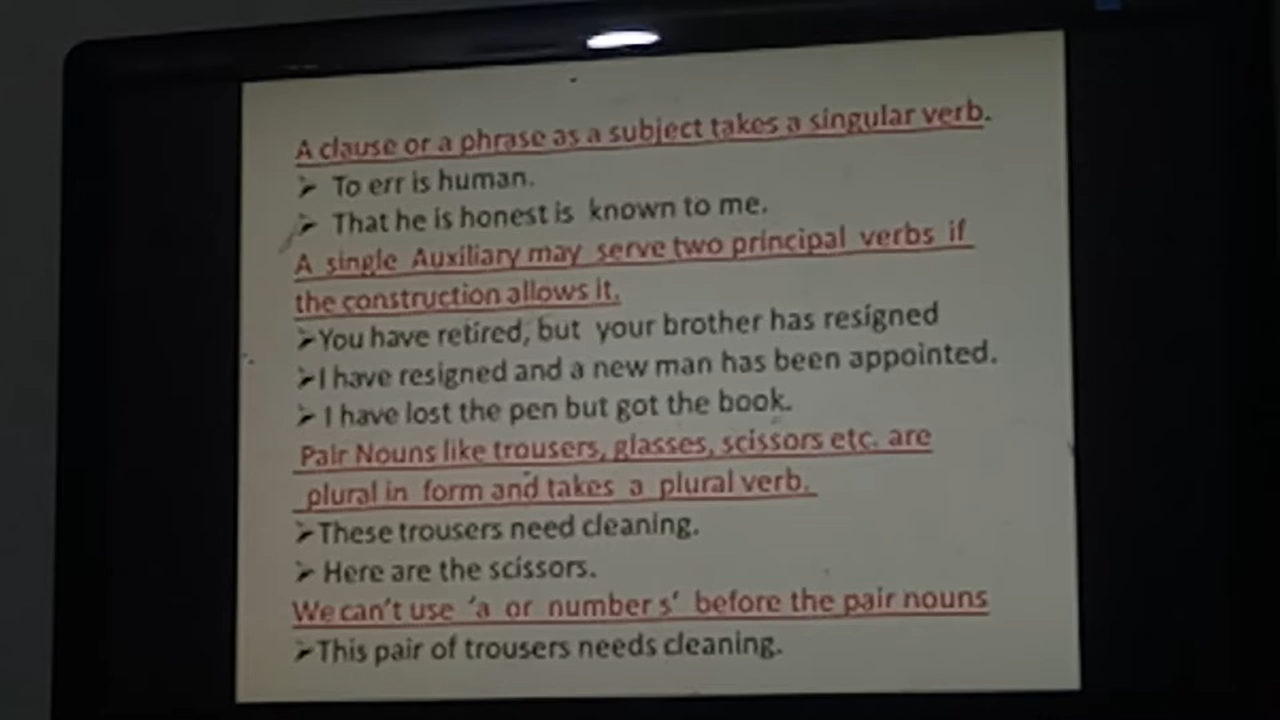 A clause or a phrase as a subject takes a singular verb.
➢ To err is human.
➢ That he is honest is known to me.
A single Auxiliary may serve two principal verbs if
the construction allows it.
➢You have retired, but your brother has resigned
➢I have resigned and a new man has been appointed.
➢ I have lost the pen but got the book.
Pair Nouns like trousers, glasses, scissors etc. are
plural in form and takes a plural verb.
➢These trousers need cleaning.
➢ Here are the scissors.
We can't use 'a or number s' before the pair nouns
➢This pair of trousers needs cleaning.